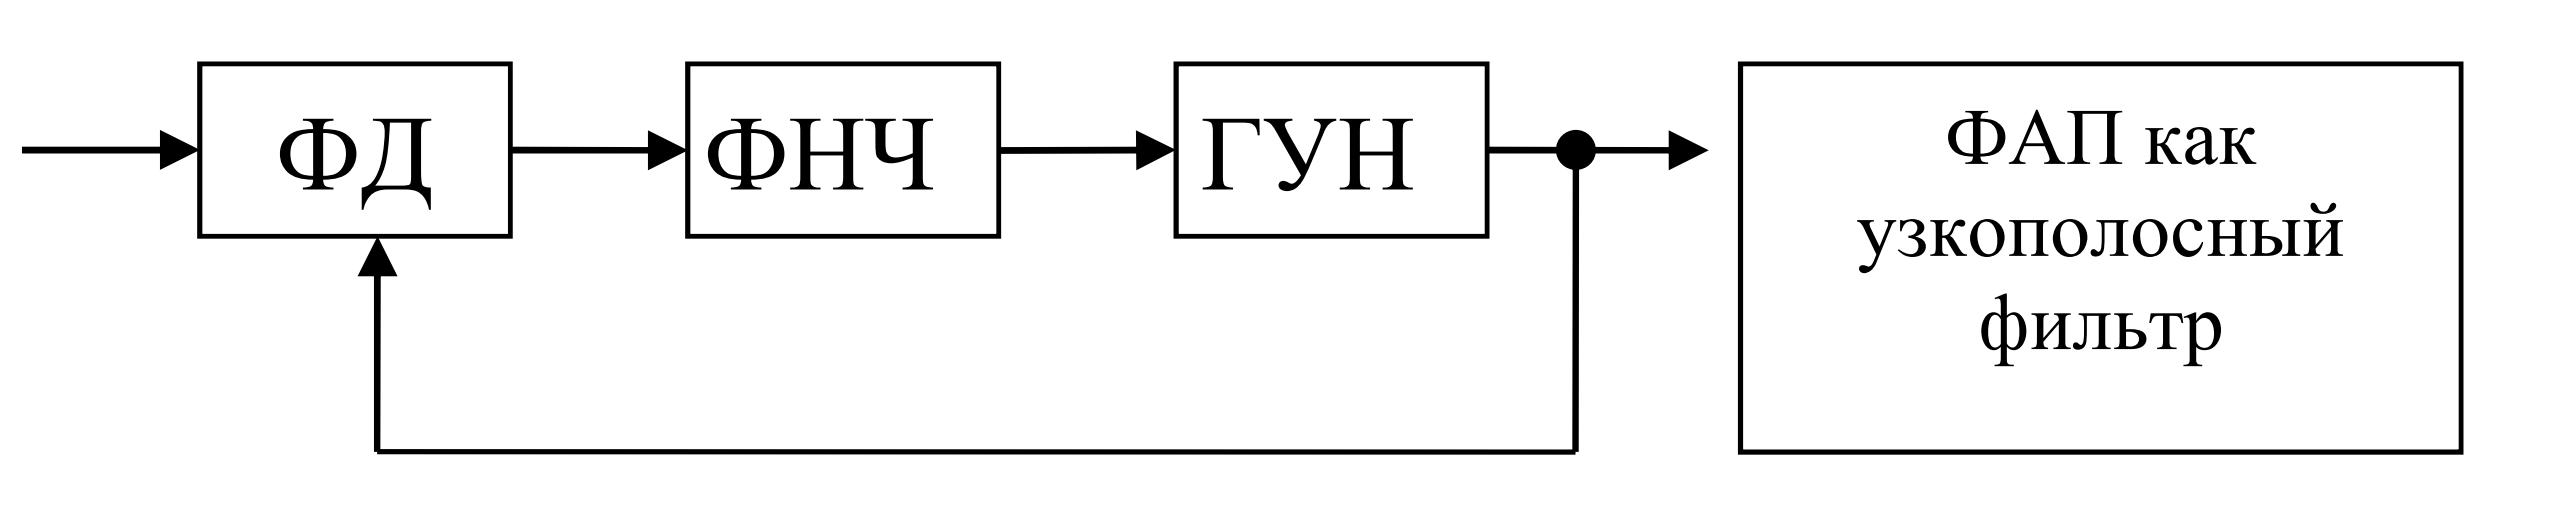 ФД
ФНЧ
ГУН
ФАП как
узкополосный
фильтр